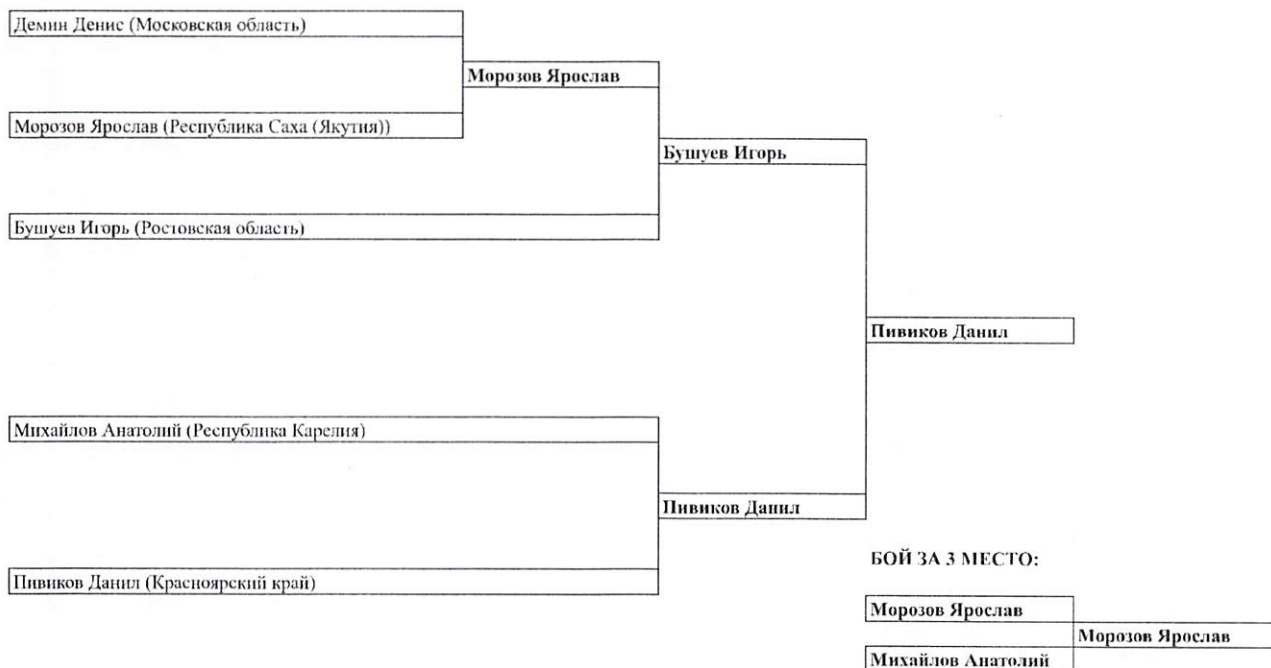 Демин Денис (Московская область)
Морозов Ярослав
Морозов Ярослав (Республика Саха (Якутия))
Бушуев Игорь
Бушуев Игорь (Ростовская область)
Пивиков Данил
Михайлов Анатолий (Республика Карелия)
Пивиков Данил
БОЙ ЗА 3 МЕСТО:
Пивиков Данил (Красноярский край)
Морозов Ярослав
Морозов Ярослав
Михайлов Анатолий